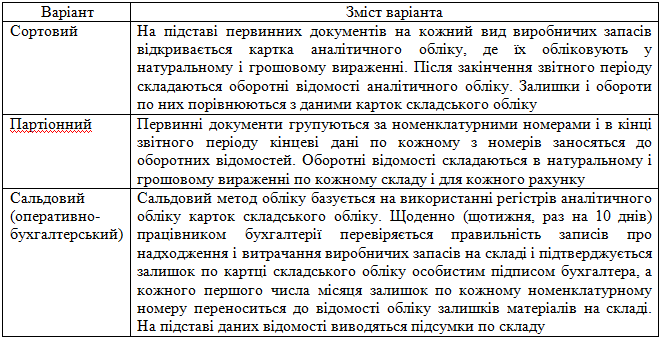 Варіант Зміст варіанта
Сортовий На підставі первинних документів на кожний вид виробничих запасів
відкривається картка аналітичного обліку, де їх обліковують у
натуральному і грошовому вираженні. Після закінчення звітного періоду
складаються оборотні відомості аналітичного обліку. Залишки і обороти
по них порівнюються з даними карток складського обліку
Партіонний Первинні документи групуються за номенклатурними номерами і в кінці
звітного періоду кінцеві дані по кожному з номерів заносяться до
оборотних відомостей. Оборотні відомості складаються в натуральному і
грошовому вираженні по кожному складу і для кожного рахунку
Сальдовий Сальдовий метод обліку базується на використанні регістрів аналітичного
(оперативно- обліку карток складського обліку. Щоденно (щотижня, раз на 10 днів)
бухгалтерський) працівником бухгалтерії перевіряється правильність записів про
надходження і витрачання виробничих запасів на складі і підтверджується
залишок по картці складського обліку особистим підписом бухгалтера, а
кожного першого числа місяця залишок по кожному номенклатурному
номеру переноситься до відомості обліку залишків матеріалів на складі.
На підставі даних відомості виводяться підсумки по складу